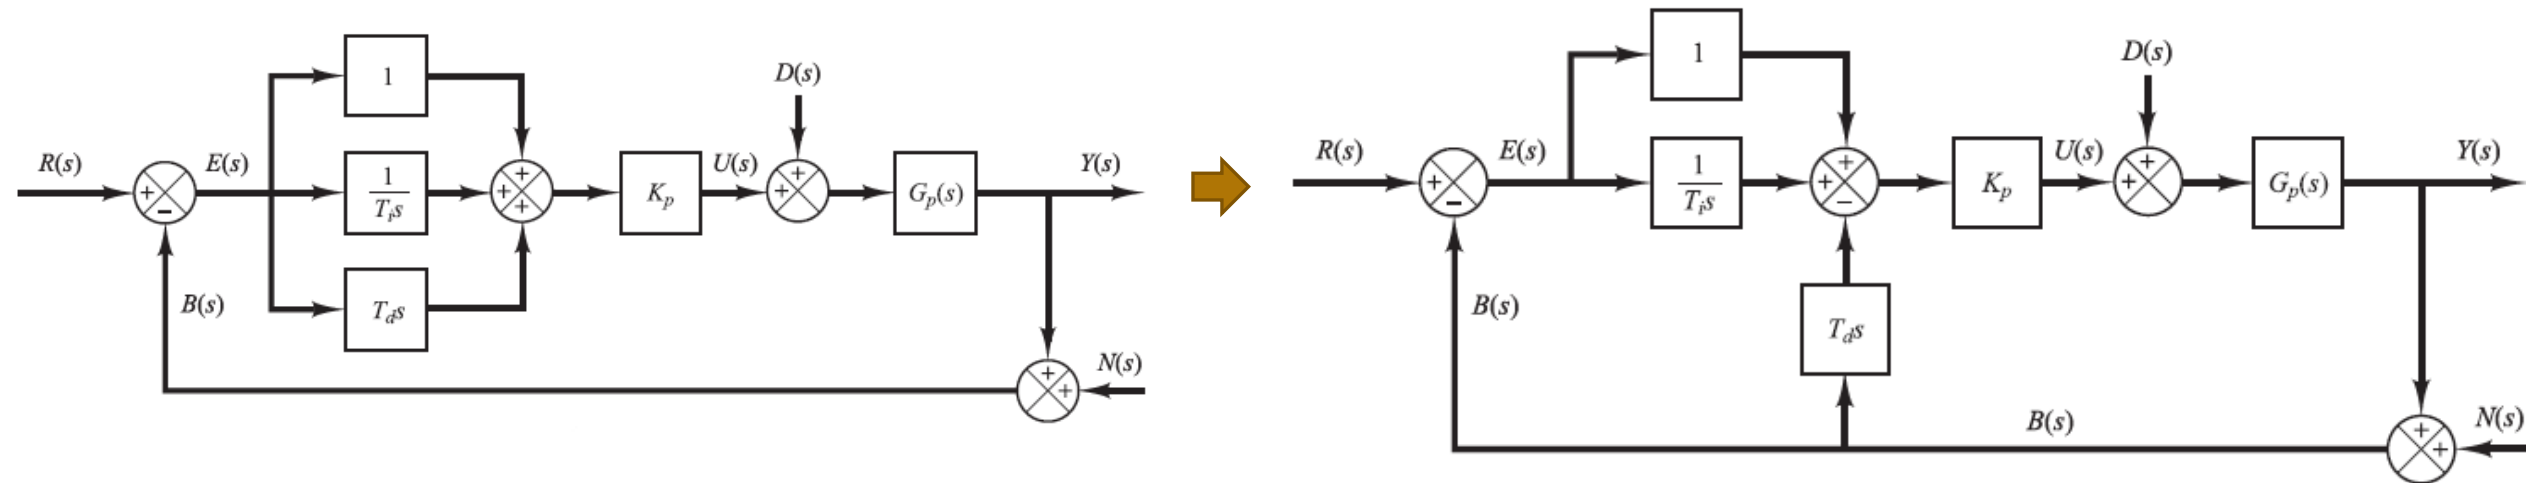 1
D(s)
R(s)
E(s)
+
−
1
T_i s
+
+
+
K_p
U(s)
+
+
G_p(s)
Y(s)
B(s)
T_d s
N(s)
+
+
1
D(s)
R(s)
E(s)
+
−
1
T_i s
+
+
−
K_p
U(s)
+
+
G_p(s)
Y(s)
B(s)
T_d s
B(s)
N(s)
+
+